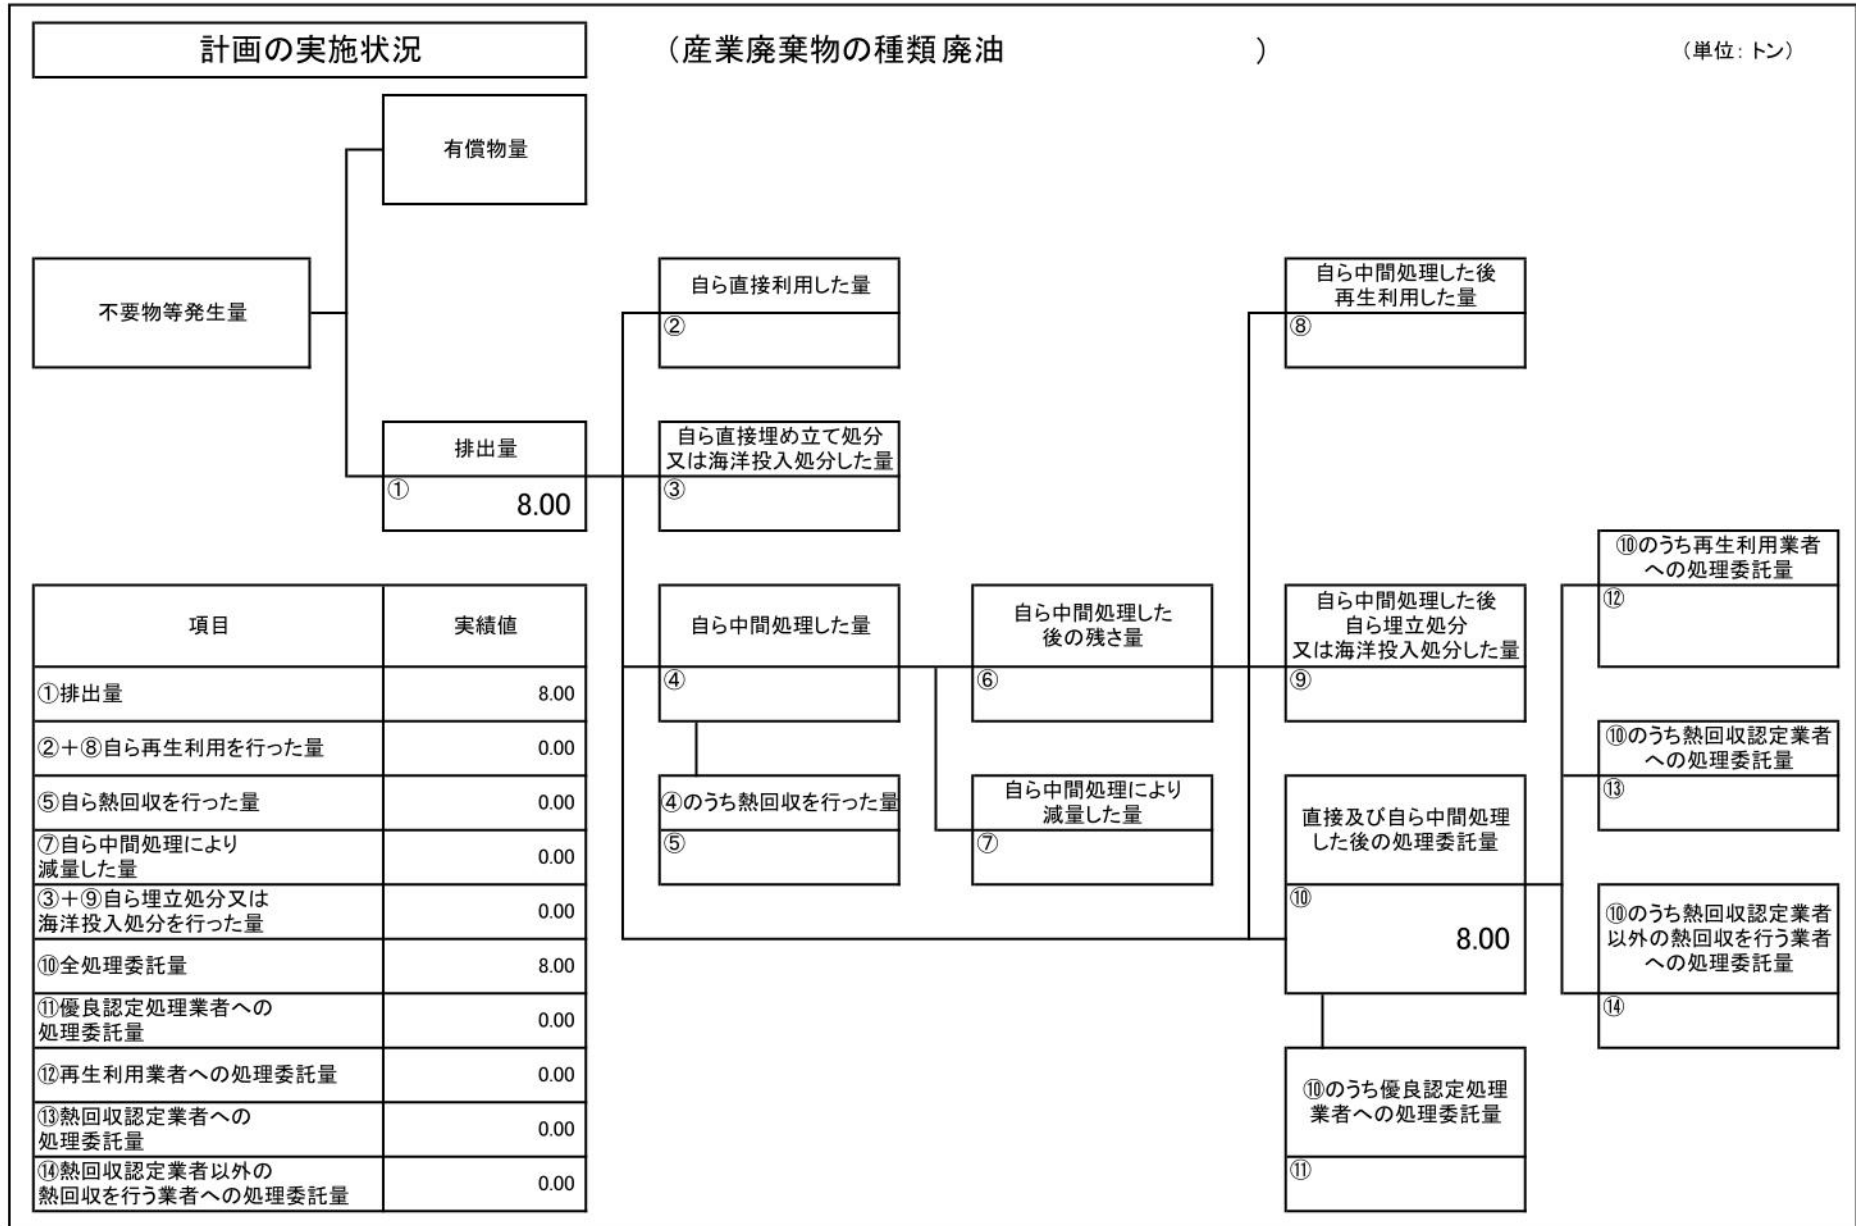 計画の実施状況
（産業廃棄物の種類 廃油 ）
（単位：トン）
有償物量
不要物等発生量
自ら直接利用した量
②
自ら中間処理した後
再生利用した量
⑧
排出量
① 8.00
自ら直接埋め立て処分
又は海洋投入処分した量
③
⑩のうち再生利用業者
への処理委託量
⑫
自ら中間処理した量
④
自ら中間処理した
後の残さ量
⑥
自ら中間処理した後
自ら埋立処分
又は海洋投入処分した量
⑨
⑩のうち熱回収認定業者
への処理委託量
⑬
④のうち熱回収を行った量
⑤
自ら中間処理により
減量した量
⑦
直接及び自ら中間処理
した後の処理委託量
⑩
8.00
⑩のうち熱回収認定業者
以外の熱回収を行う業者
への処理委託量
⑭
⑩のうち優良認定処理
業者への処理委託量
⑪
項目 実績値
①排出量 8.00
②＋⑧自ら再生利用を行った量 0.00
⑤自ら熱回収を行った量 0.00
⑦自ら中間処理により
減量した量 0.00
③＋⑨自ら埋立処分又は
海洋投入処分を行った量 0.00
⑩全処理委託量 8.00
⑪優良認定処理業者への
処理委託量 0.00
⑫再生利用業者への処理委託量 0.00
⑬熱回収認定業者への
処理委託量 0.00
⑭熱回収認定業者以外の
熱回収を行う業者への処理委託量 0.00